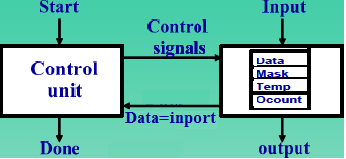 Start
Input
Control
signals
Control
unit
Data
Mask
Temp
Ocount
Data=inport
Done
output